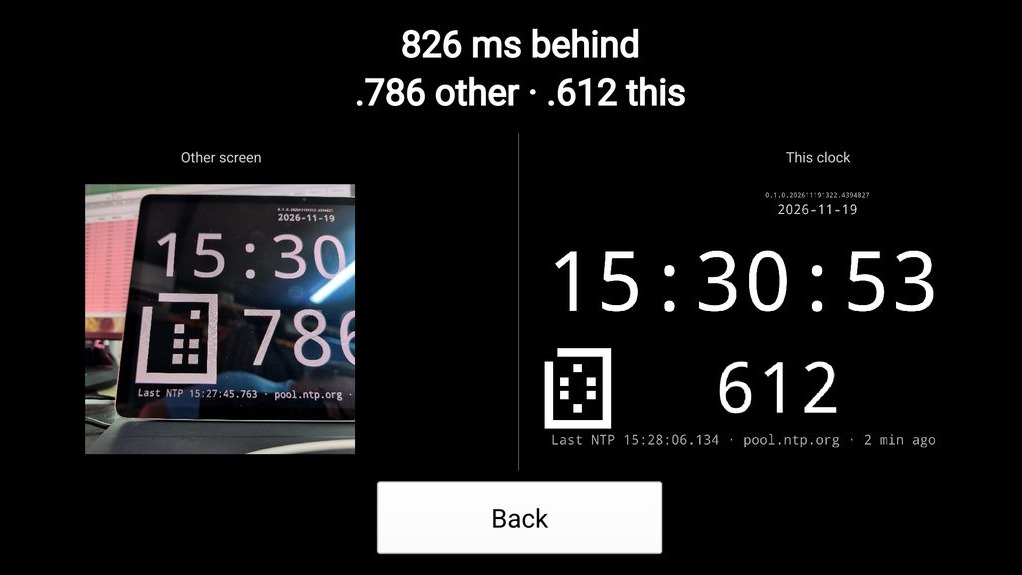 826 ms behind
.786 other · .612 this
Other screen
2026-11-19
15:30
786
Last NTP 15:27:45.763 · pool.ntp.org ·
This clock
2026-11-19
15:30:53
612
Last NTP 15:28:06.134 · pool.ntp.org · 2 min ago
Back